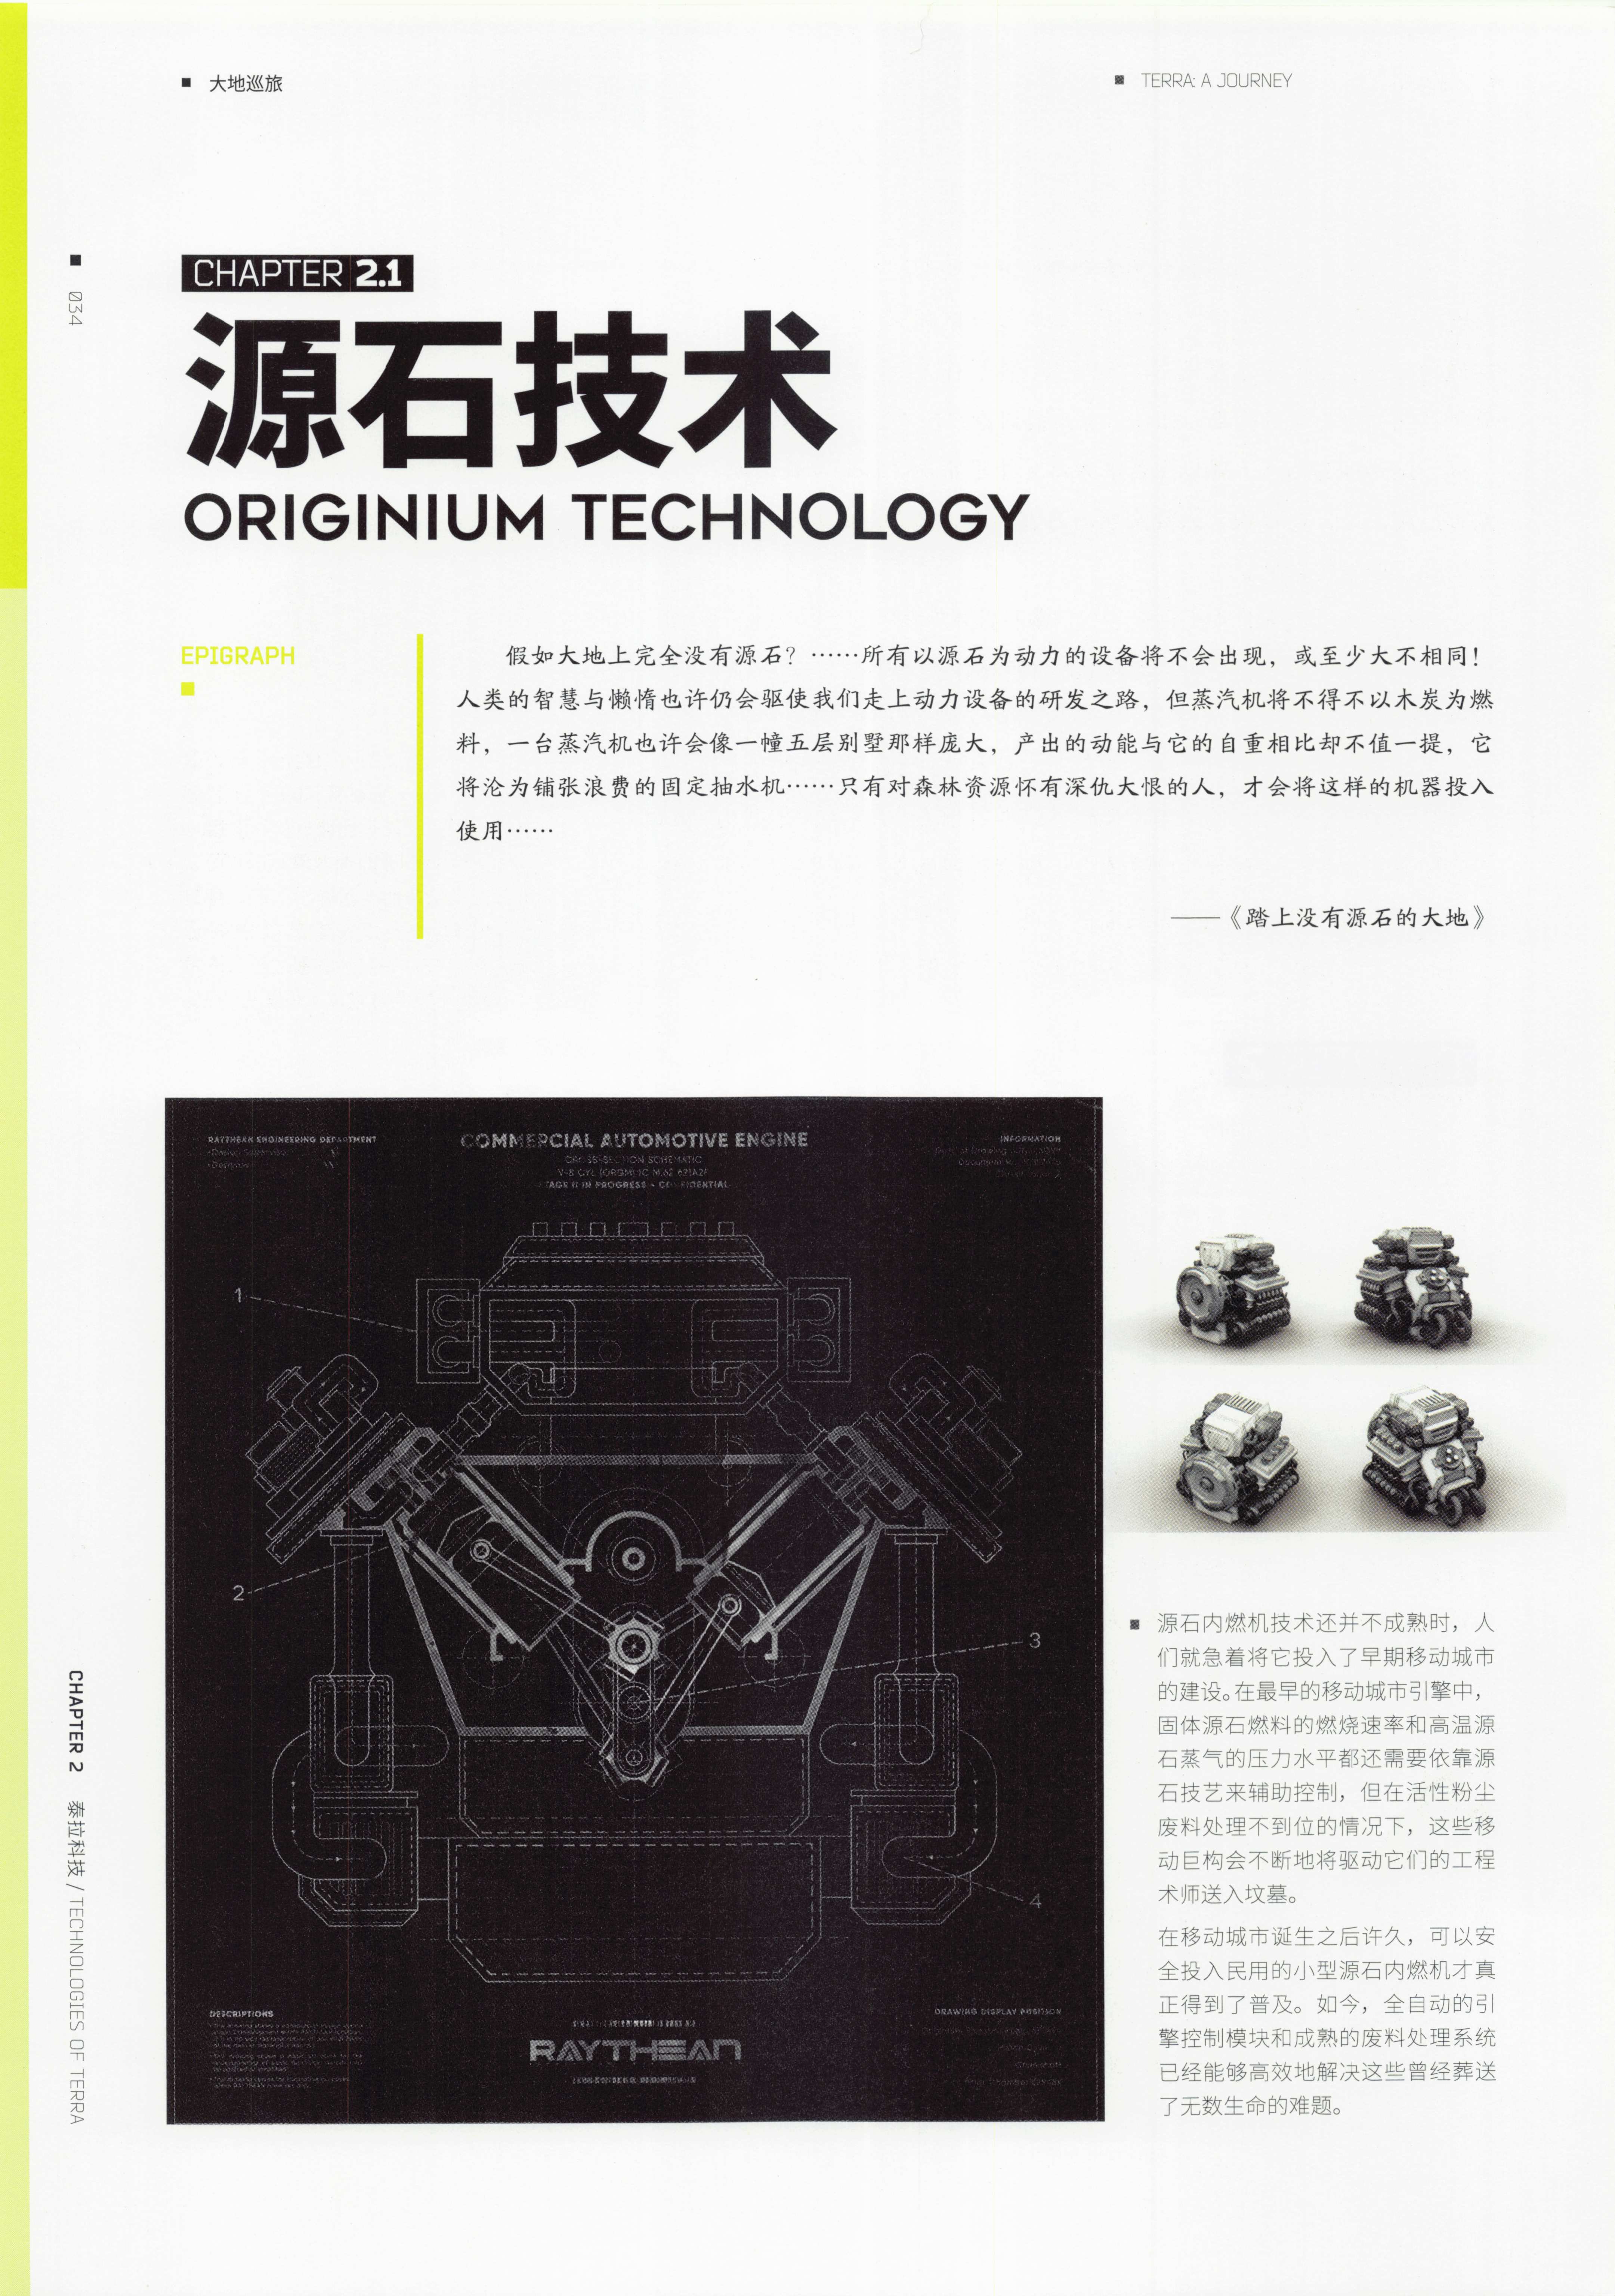 大地巡旅
TERRA: A JOURNEY
034
CHAPTER 2.1
源石技术
ORIGINIUM TECHNOLOGY
EPIGRAPH
假如大地上完全没有源石？……所有以源石为动力的设备将不会出现，或至少大不相同！
人类的智慧与懒惰也许仍会驱使我们走上动力设备的研发之路，但蒸汽机将不得不以木炭为燃
料，一台蒸汽机也许会像一幢五层别墅那样庞大，产出的动能与它的自重相比却不值一提，它
将沦为铺张浪费的固定抽水机……只有对森林资源怀有深仇大恨的人，才会将这样的机器投入
使用……
——《踏上没有源石的大地》
RAYTHEAN ENGINEERING DEPARTMENT
COMMERCIAL AUTOMOTIVE ENGINE
CROSS-SECTION SCHEMATIC
INFORMATION
1
2
3
4
DESCRIPTIONS
DRAWING DISPLAY POSITION
RAYTHEAN
源石内燃机技术还并不成熟时，人
们就急着将它投入了早期移动城市
的建设。在最早的移动城市引擎中，
固体源石燃料的燃烧速率和高温源
石蒸气的压力水平都还需要依靠源
石技艺来辅助控制，但在活性粉尘
废料处理不到位的情况下，这些移
动巨构会不断地将驱动它们的工程
术师送入坟墓。
在移动城市诞生之后许久，可以安
全投入民用的小型源石内燃机才真
正得到了普及。如今，全自动的引
擎控制模块和成熟的废料处理系统
已经能够高效地解决这些曾经葬送
了无数生命的难题。
CHAPTER 2 泰拉科技 / TECHNOLOGIES OF TERRA